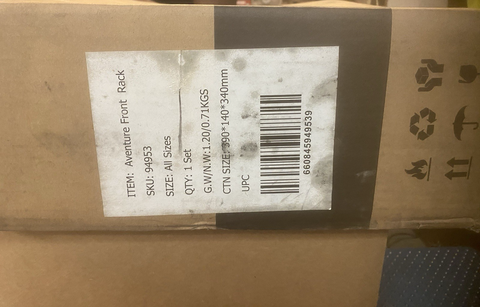 ITEM: Aventure Front Rack
SKU: 94953
SIZE: All Sizes
QTY: 1 Set
G.W/N.W:1.20/0.71KGS
CTN SIZE: 390*140*340mm
UPC
660845949539